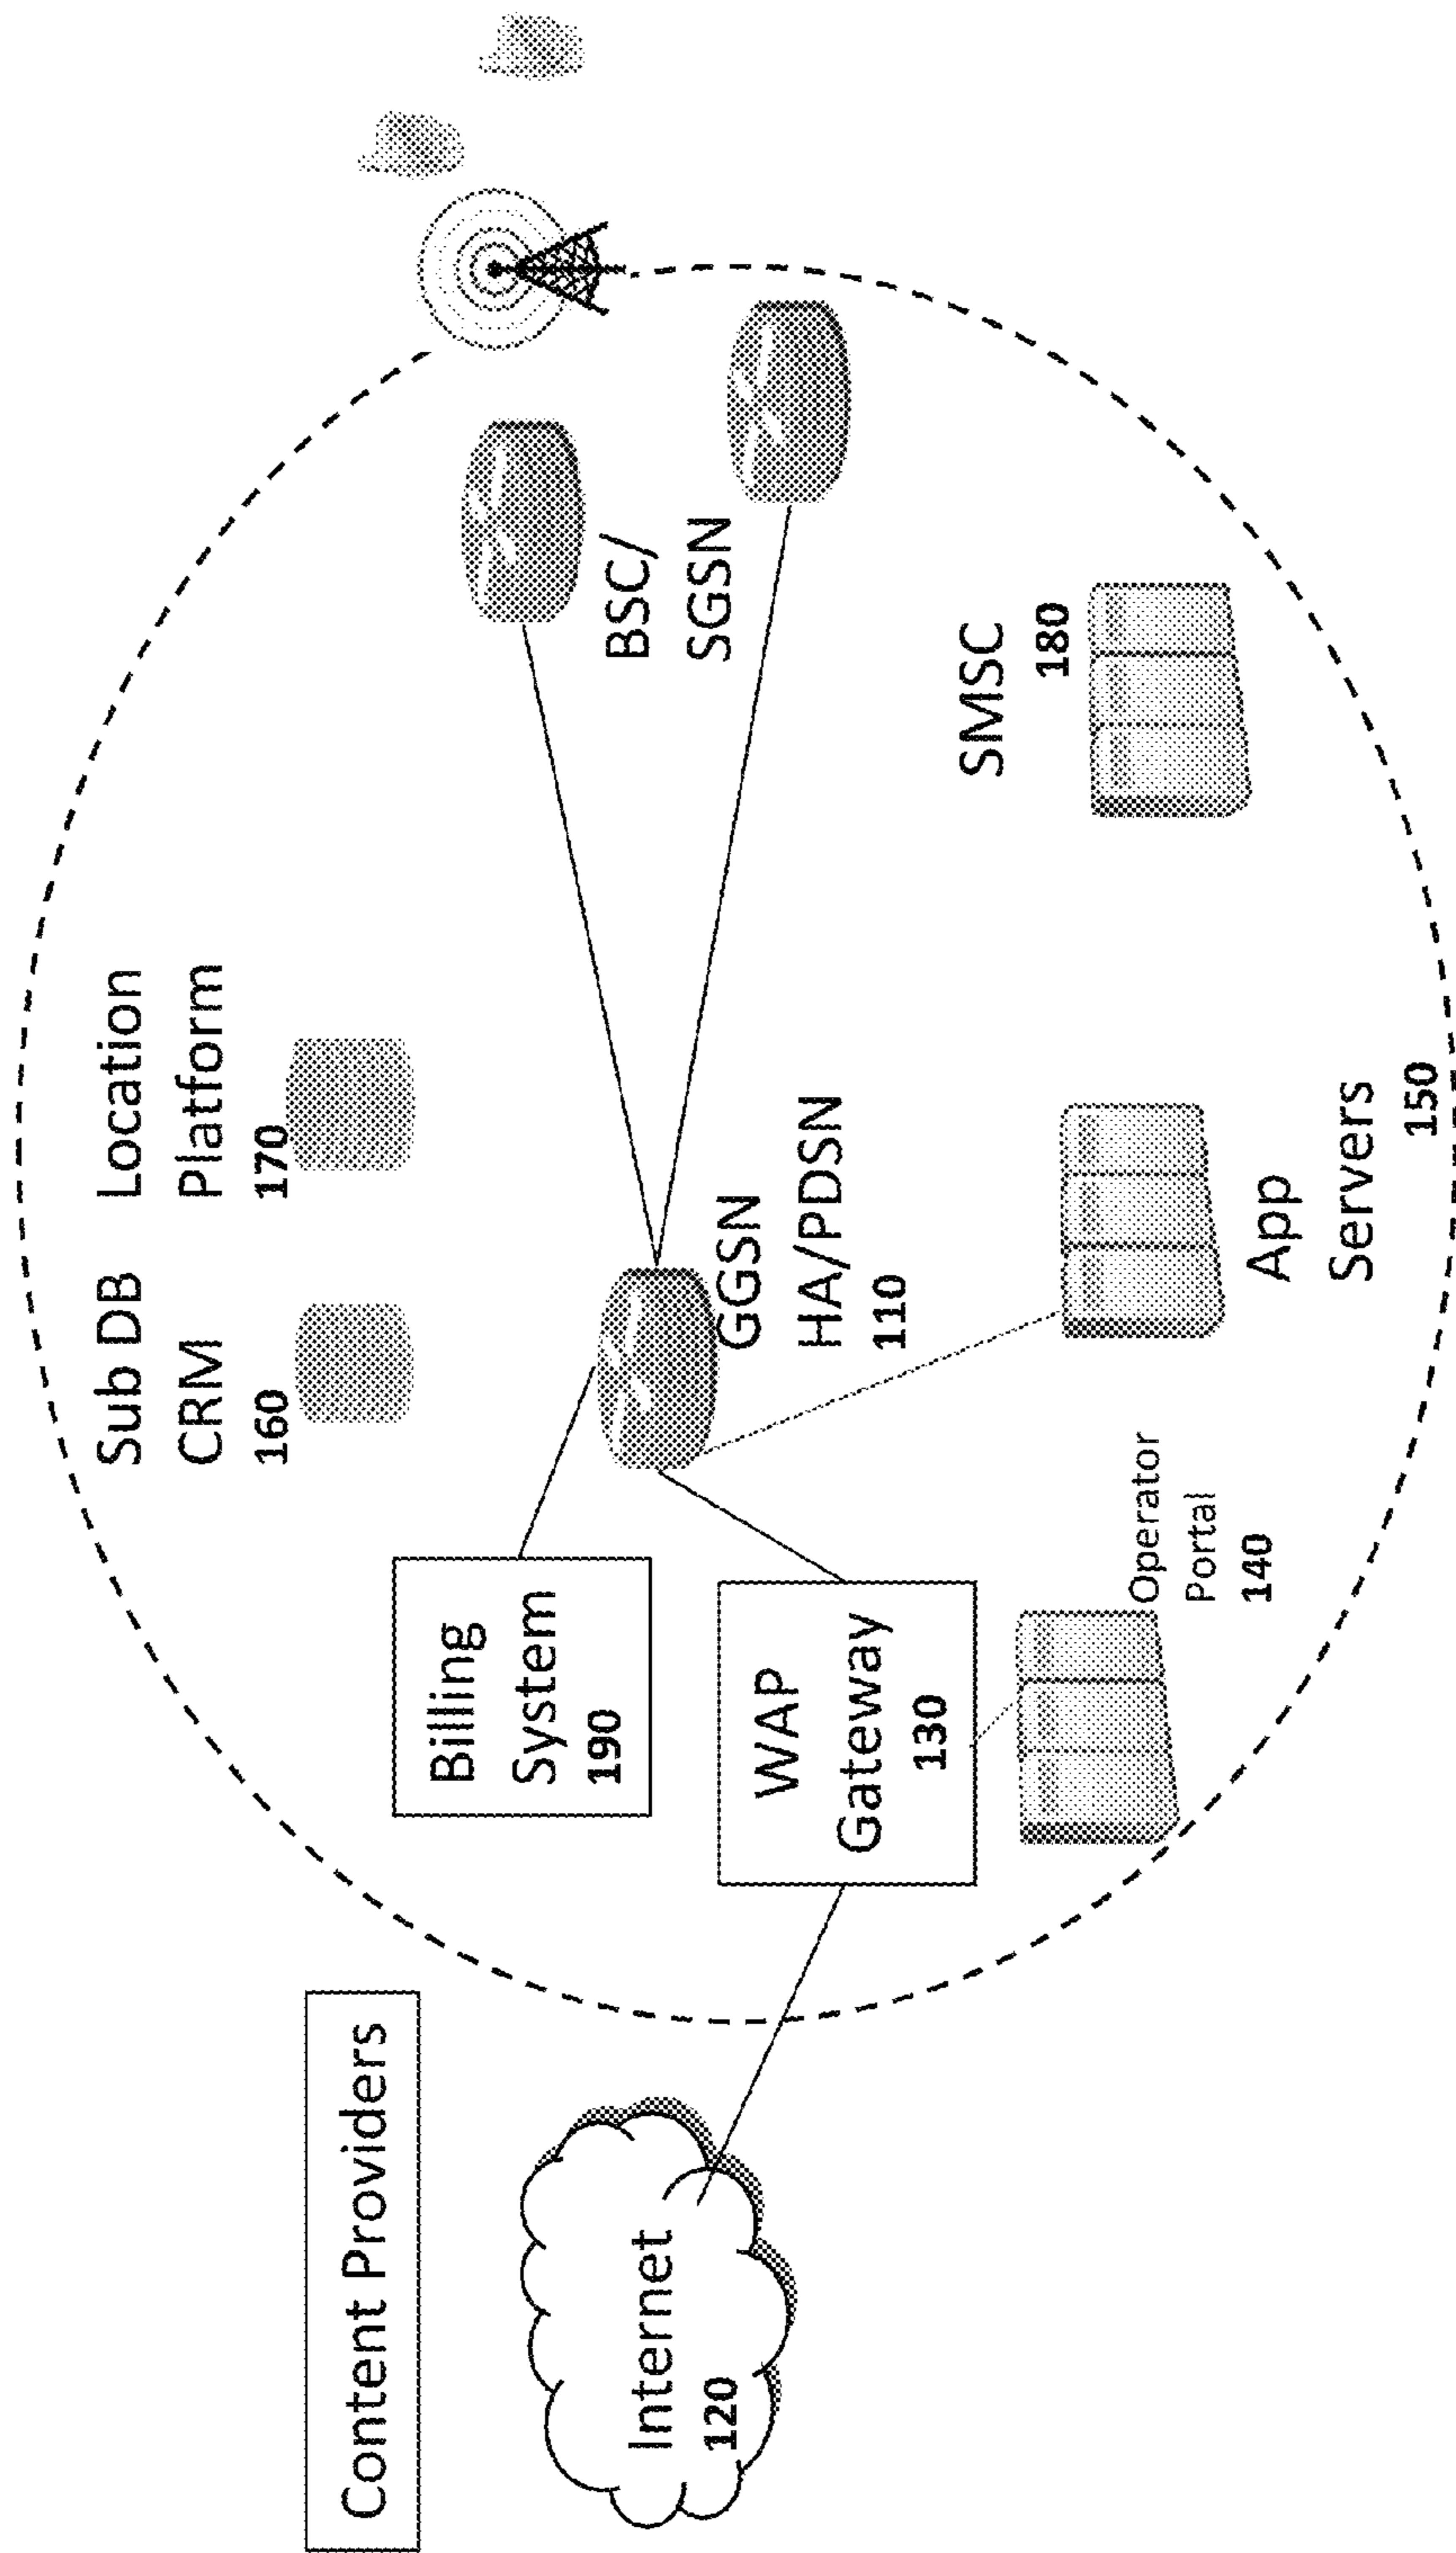 Content Providers
Internet
120
Billing
System
190
WAP
Gateway
130
Operator
Portal
140
Sub DB
CRM
160
Location
Platform
170
GGSN
HA/PDSN
110
App
Servers
150
BSC/
SGSN
SMSC
180